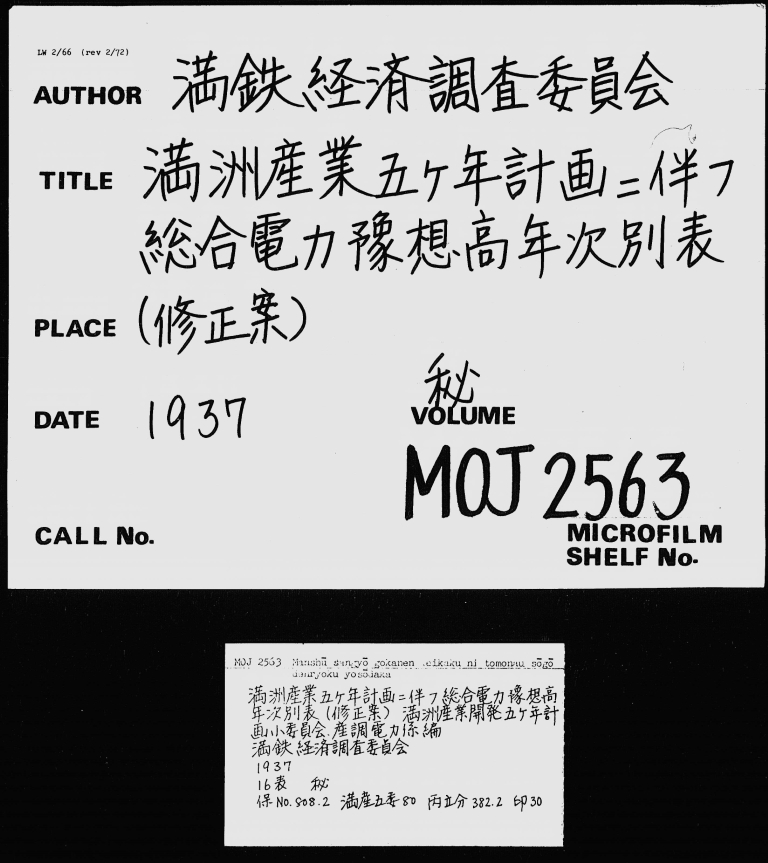 LW 2/66 (rev 2/72)
AUTHOR 満鉄経済調査委員会
TITLE 満洲産業五ケ年計画ニ伴フ
総合電力豫想高年次別表
PLACE (修正案)
DATE 1937
秘
VOLUME
MOJ 2563
CALL No.
MICROFILM
SHELF No.
MOJ 2563 Manshū sangyō gokanen keikaku ni tomonau sōgō
denryoku yosōdaka
満洲産業五ケ年計画ニ伴フ総合電力豫想高
年次別表(修正案) 満洲産業開発五ケ年計
画小委員会.産調電力係編
満鉄経済調査委員会
1937
16表 秘
保No.808.2 満産五委80 丙立分382.2 印30